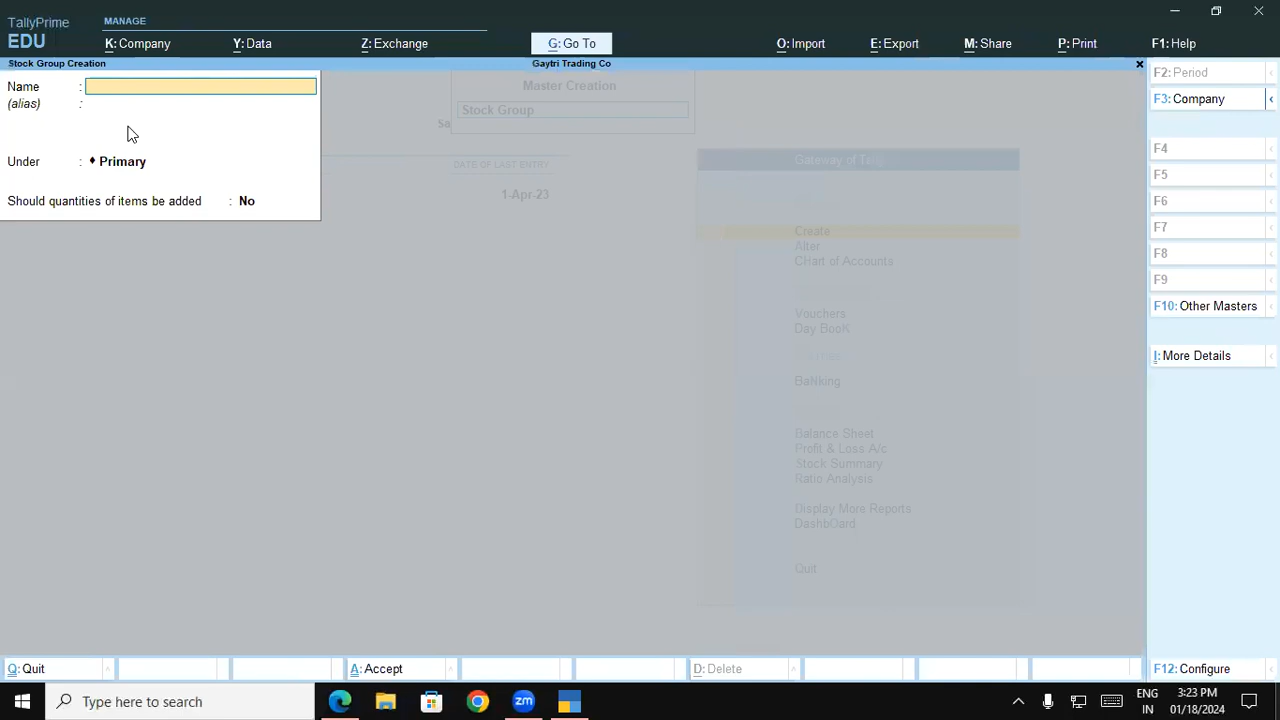 TallyPrime
EDU
MANAGE
K: Company
Y: Data
Z: Exchange
G: Go To
O: Import
E: Export
M: Share
P: Print
F1: Help
Stock Group Creation
Gaytri Trading Co
Name :
(alias) :
Under : ♦ Primary
Should quantities of items be added : No
Master Creation
Stock Group
DATE OF LAST ENTRY
1-Apr-23
Gateway of Tally
Create
Alter
CHart of Accounts
Vouchers
Day BooK
BaNking
Balance Sheet
Profit & Loss A/c
Stock Summary
Ratio Analysis
Display More Reports
DashbOard
Quit
F2: Period
F3: Company
F4
F5
F6
F7
F8
F9
F10: Other Masters
I: More Details
F12: Configure
Q: Quit
A: Accept
D: Delete
Type here to search
zm
ENG
IN
3:23 PM
01/18/2024